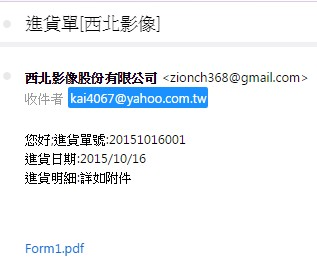 進貨單[西北影像]
西北影像股份有限公司 <zionch368@gmail.com>
收件者 kai4067@yahoo.com.tw
您好;進貨單號:20151016001
進貨日期:2015/10/16
進貨明細:詳如附件
Form1.pdf